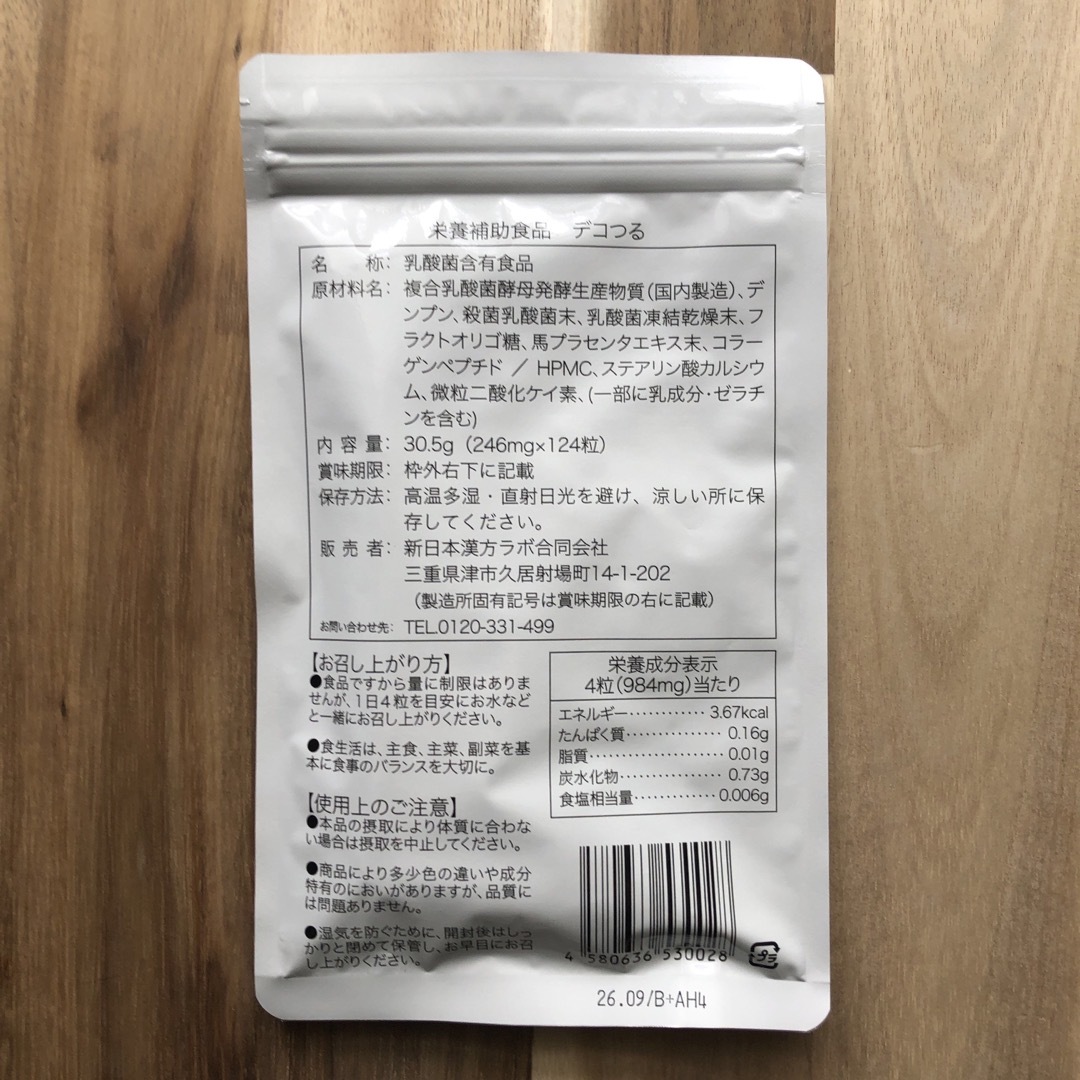 栄養補助食品　デコつる
名　　称： 乳酸菌含有食品
原材料名： 複合乳酸菌酵母発酵生産物質（国内製造）、デ
ンプン、殺菌乳酸菌末、乳酸菌凍結乾燥末、フ
ラクトオリゴ糖、馬プラセンタエキス末、コラー
ゲンペプチド ／ HPMC、ステアリン酸カルシウ
ム、微粒二酸化ケイ素、(一部に乳成分・ゼラチ
ンを含む)
内 容 量： 30.5g（246mg×124粒）
賞味期限： 枠外右下に記載
保存方法： 高温多湿・直射日光を避け、涼しい所に保
存してください。
販 売 者： 新日本漢方ラボ合同会社
三重県津市久居射場町14-1-202
（製造所固有記号は賞味期限の右に記載）
お問い合わせ先： TEL.0120-331-499
【お召し上がり方】
●食品ですから量に制限はありま
せんが、1日4粒を目安にお水など
と一緒にお召し上がりください。
●食生活は、主食、主菜、副菜を基
本に食事のバランスを大切に。
【使用上のご注意】
●本品の摂取により体質に合わな
い場合は摂取を中止してください。
●商品により多少色の違いや成分
特有のにおいがありますが、品質に
は問題ありません。
●湿気を防ぐために、開封後はしっ
かりと閉めて保管し、お早目にお召
し上がりください。
栄養成分表示
4粒(984mg)当たり
エネルギー………… 3.67kcal
たんぱく質………… 0.16g
脂質………… 0.01g
炭水化物………… 0.73g
食塩相当量………… 0.006g
4 580636 530028
プラ
26.09/B+AH4